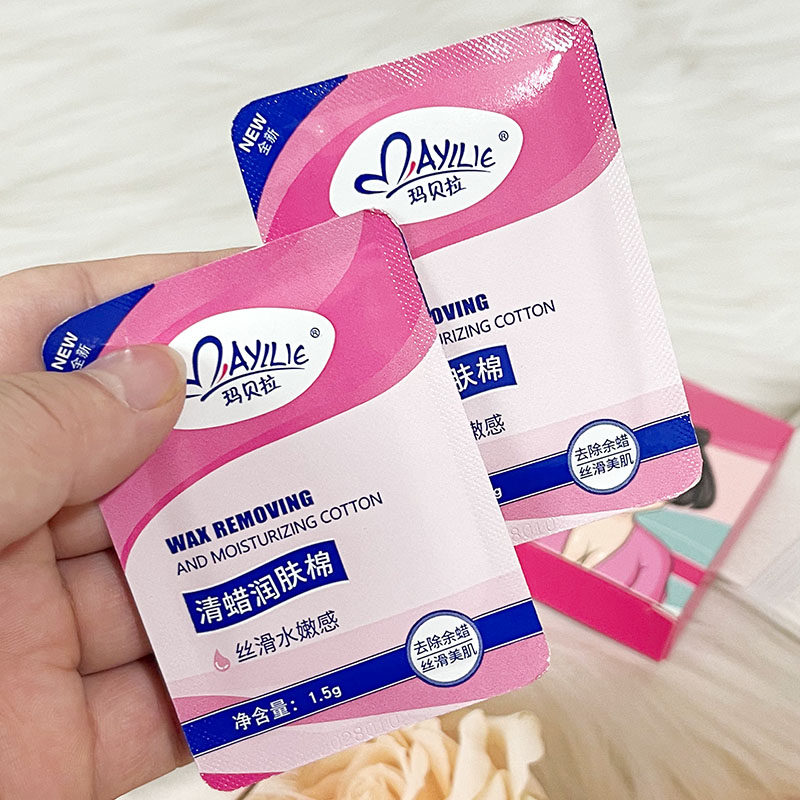 NEW
全新
MAYILIE®
玛贝拉
OVING
RIZING COTTON
肤棉
嫩感
去除余蜡
丝滑美肌
g
NEW
全新
MAYILIE®
玛贝拉
WAX REMOVING
AND MOISTURIZING COTTON
清蜡润肤棉
丝滑水嫩感
去除余蜡
丝滑美肌
净含量：1.5g